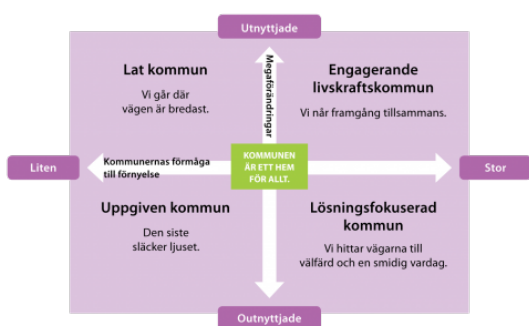 Utnyttjade
Lat kommun
Vi går där
vägen är bredast.
Megaförändringar
Engagerande
livskraftskommun
Vi når framgång tillsammans.
Liten
Kommunernas förmåga
till förnyelse
KOMMUNEN
ÄR ETT HEM
FÖR ALLT.
Stor
Uppgiven kommun
Den siste
släcker ljuset.
Lösningsfokuserad
kommun
Vi hittar vägarna till
välfärd och en smidig vardag.
Outnyttjade